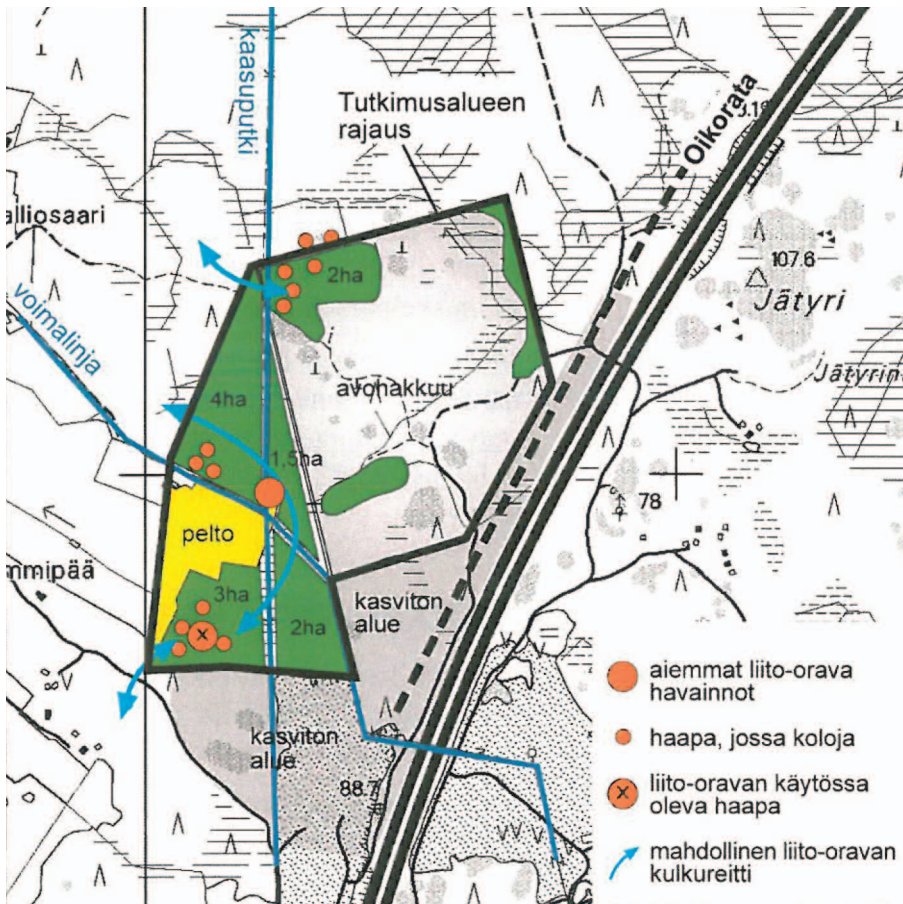 kaasuputki
Tutkimusalueen
rajaus
Oikorata
alliosaari
107.6
Jätyri
2ha
voimalinja
4ha
avohakkuu
1,5ha
78
pelto
mmipää
3ha
2ha
kasviton
alue
kasviton
alue
88.7
aiemmat liito-orava
havainnot
haapa, jossa koloja
liito-oravan käytössa
oleva haapa
mahdollinen liito-oravan
kulkureitti